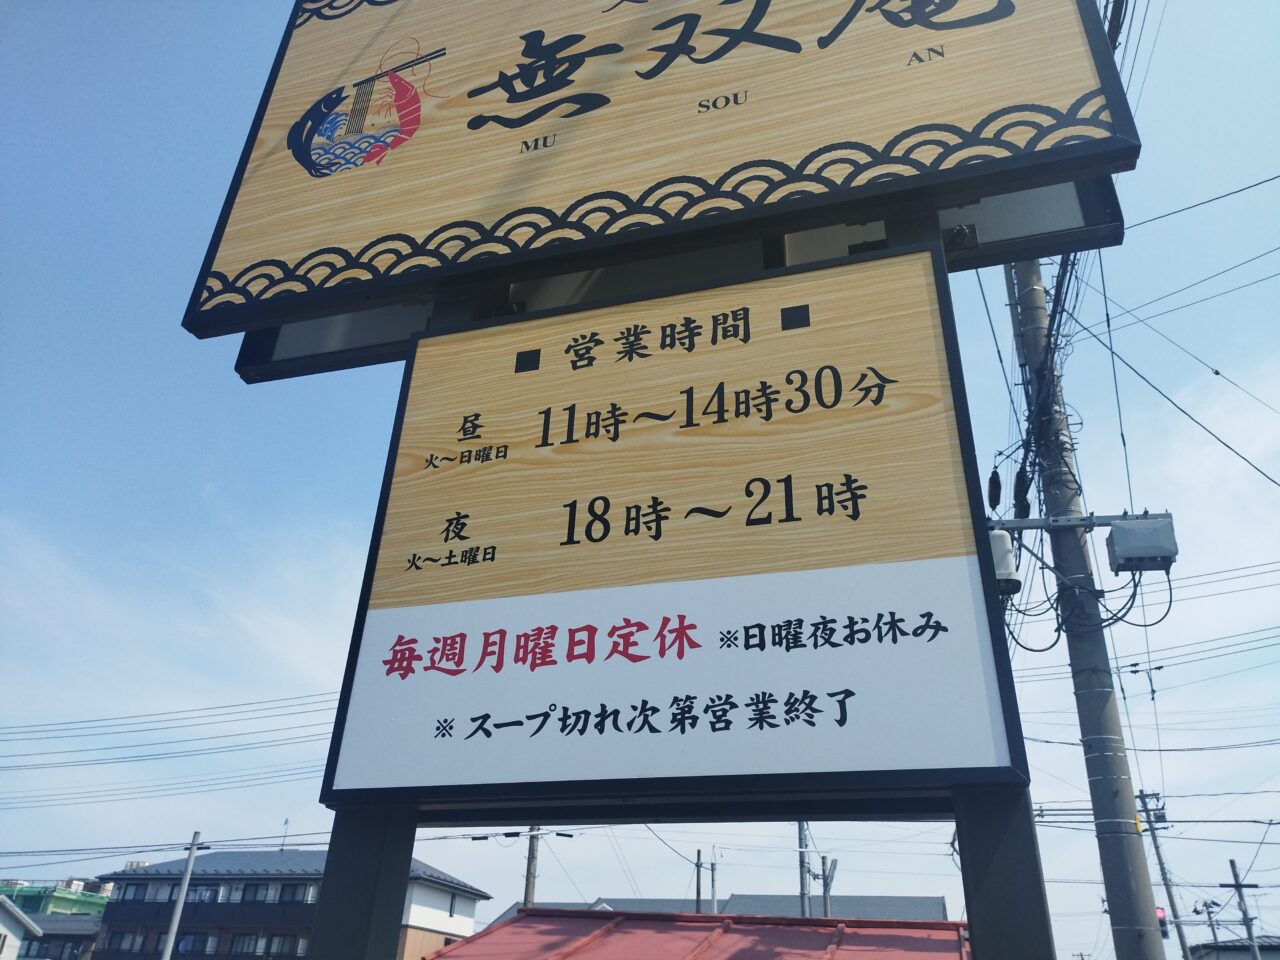 無双庵
MU SOU AN
■ 営業時間 ■
昼 11時～14時30分
火～日曜日
夜 18時～21時
火～土曜日
毎週月曜日定休 ※日曜夜お休み
※ スープ切れ次第営業終了